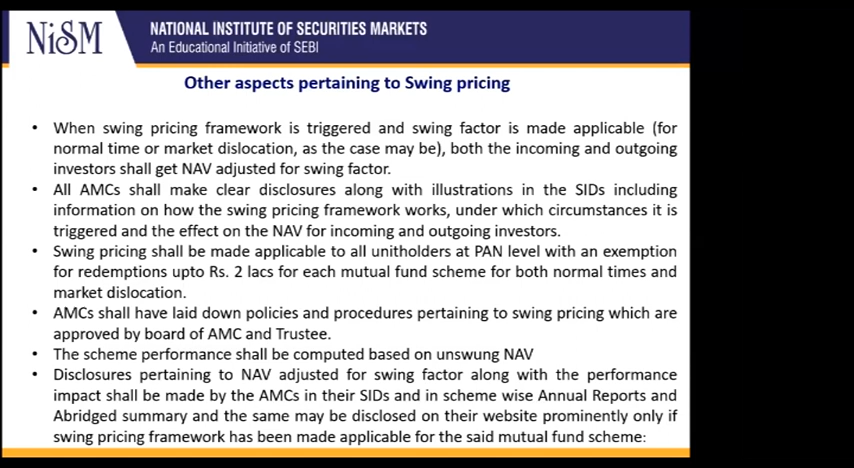 NiSM
NATIONAL INSTITUTE OF SECURITIES MARKETS
An Educational Initiative of SEBI
Other aspects pertaining to Swing pricing
• When swing pricing framework is triggered and swing factor is made applicable (for
normal time or market dislocation, as the case may be), both the incoming and outgoing
investors shall get NAV adjusted for swing factor.
• All AMCs shall make clear disclosures along with illustrations in the SIDs including
information on how the swing pricing framework works, under which circumstances it is
triggered and the effect on the NAV for incoming and outgoing investors.
• Swing pricing shall be made applicable to all unitholders at PAN level with an exemption
for redemptions upto Rs. 2 lacs for each mutual fund scheme for both normal times and
market dislocation.
• AMCs shall have laid down policies and procedures pertaining to swing pricing which are
approved by board of AMC and Trustee.
• The scheme performance shall be computed based on unswung NAV
• Disclosures pertaining to NAV adjusted for swing factor along with the performance
impact shall be made by the AMCs in their SIDs and in scheme wise Annual Reports and
Abridged summary and the same may be disclosed on their website prominently only if
swing pricing framework has been made applicable for the said mutual fund scheme: